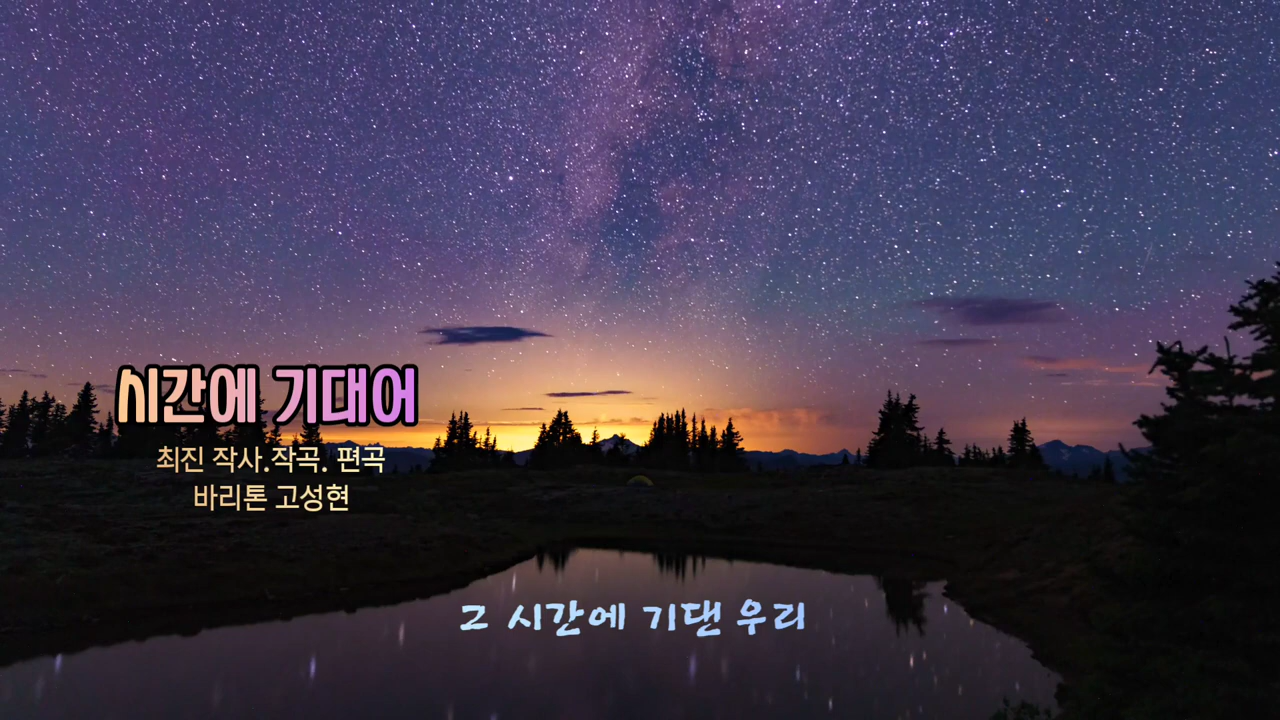 시간에 기대어
최진 작사.작곡. 편곡
바리톤 고성현
그 시간에 기댄 우리